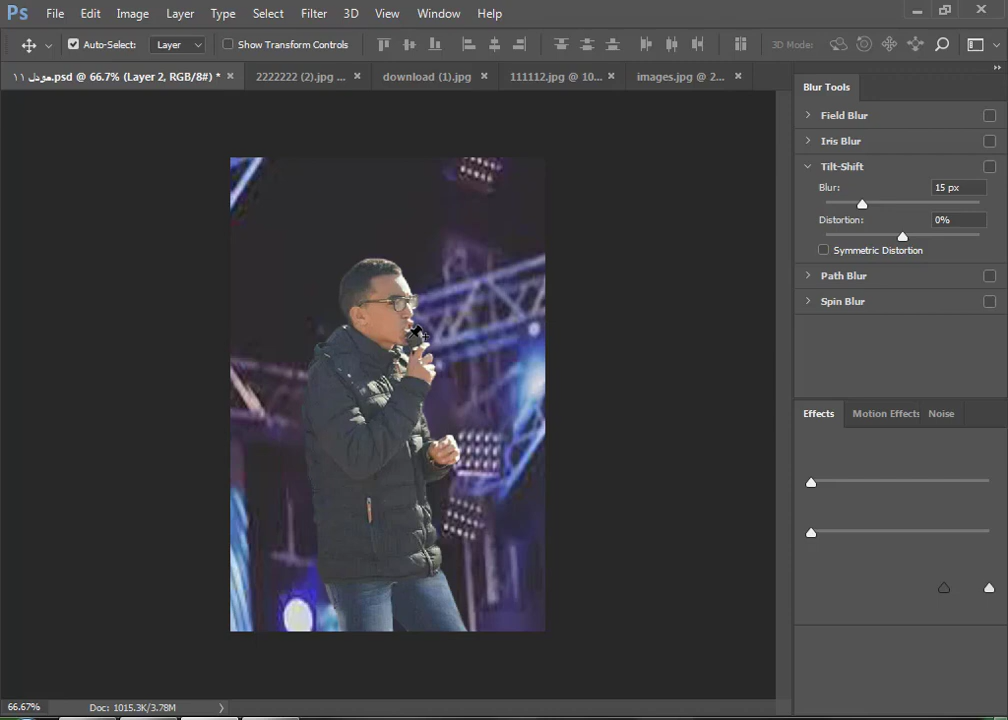 Ps File Edit Image Layer Type Select Filter 3D View Window Help
Auto-Select: Layer Show Transform Controls 3D Mode:
موديل ١١.psd @ 66.7% (Layer 2, RGB/8#) * × 2222222 (2).jpg ... × download (1).jpg × 111112.jpg @ 10... × images.jpg @ 2... ×
Blur Tools
Field Blur
Iris Blur
Tilt-Shift
Blur: 15 px
Distortion: 0%
Symmetric Distortion
Path Blur
Spin Blur
Effects Motion Effects Noise
66.67% Doc: 1015.3K/3.78M